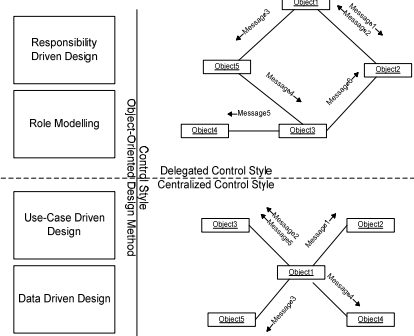 Object1
Message3
Message1
Message2
Responsibility
Driven Design
Object5
Object2
Message4
Message6
Role Modelling
Message5
Object4
Object3
Control Style
Object-Oriented Design Method
Delegated Control Style
Centralized Control Style
Use-Case Driven
Design
Object3
Message2
Message5
Message1
Object2
Object1
Data Driven Design
Message3
Message4
Object5
Object4